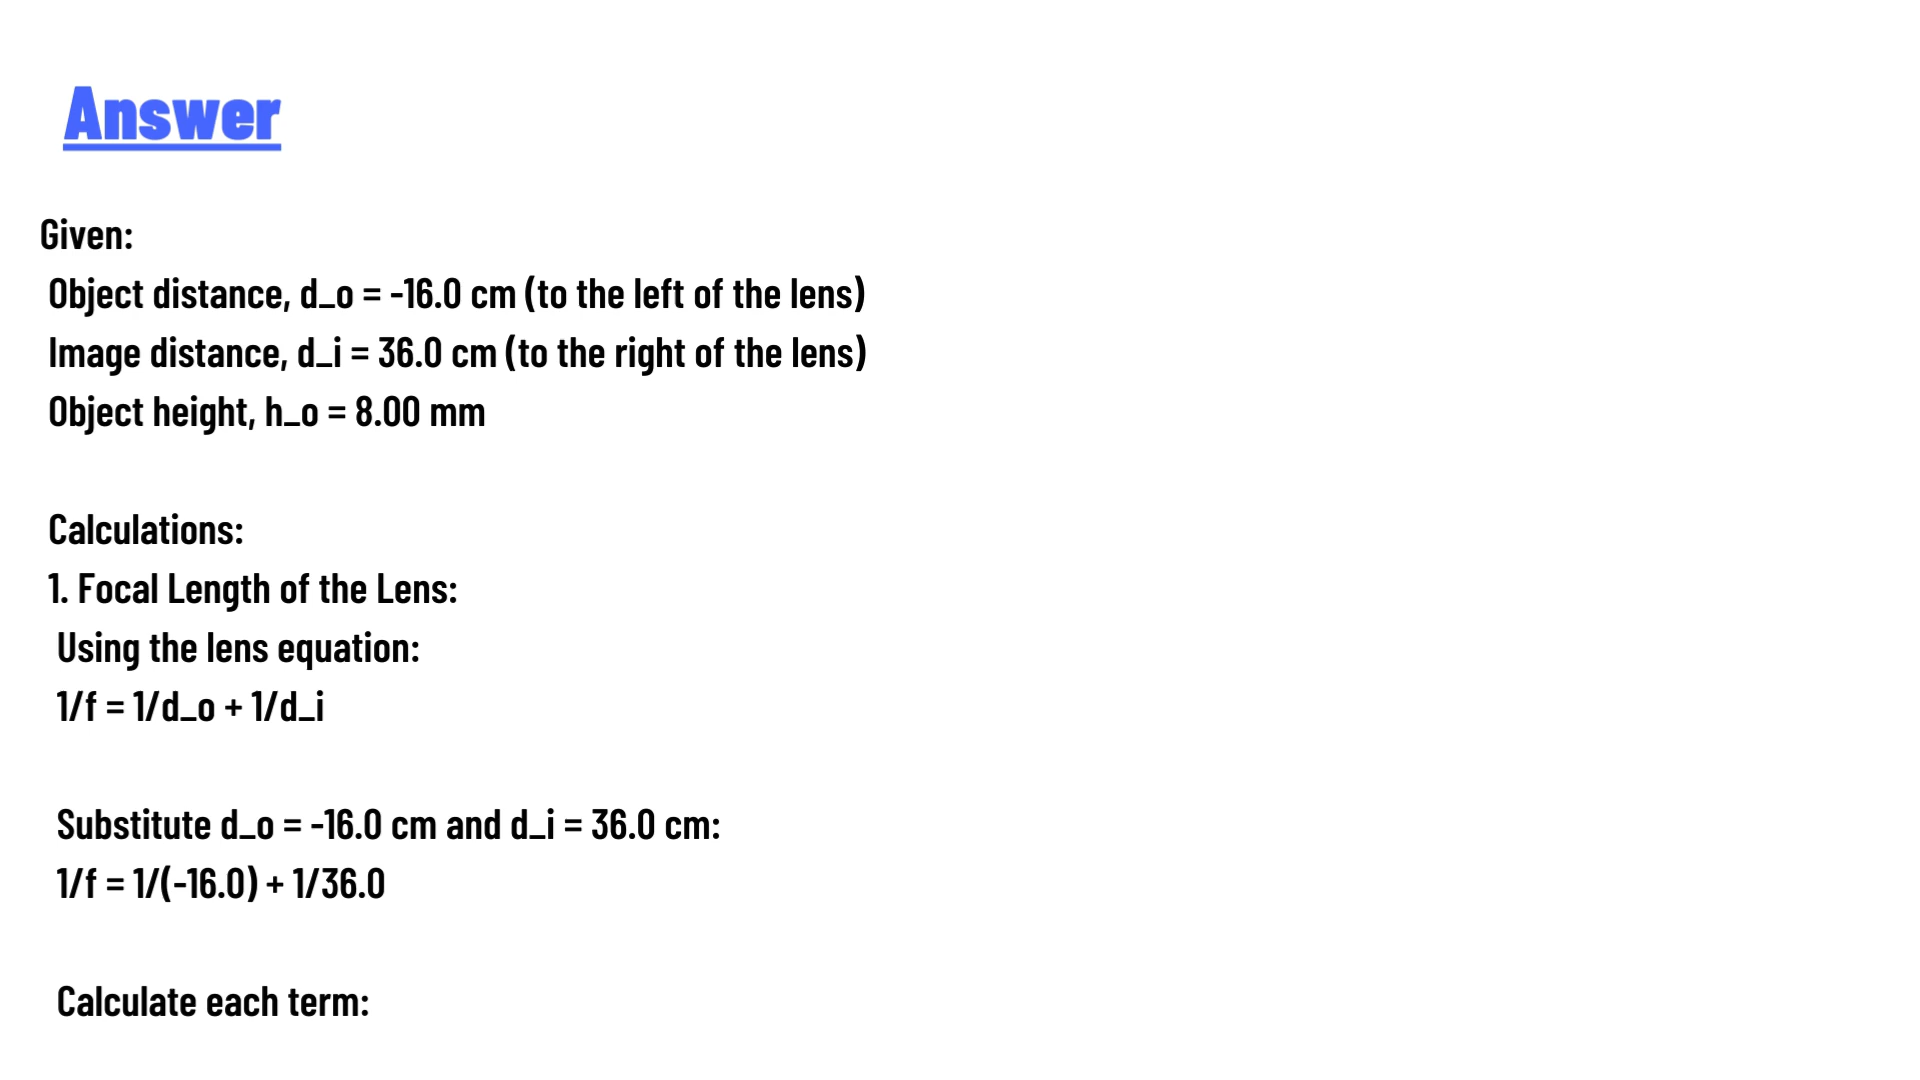 Answer
Given:
Object distance, d_o = -16.0 cm (to the left of the lens)
Image distance, d_i = 36.0 cm (to the right of the lens)
Object height, h_o = 8.00 mm
Calculations:
1. Focal Length of the Lens:
Using the lens equation:
1/f = 1/d_o + 1/d_i
Substitute d_o = -16.0 cm and d_i = 36.0 cm:
1/f = 1/(-16.0) + 1/36.0
Calculate each term: